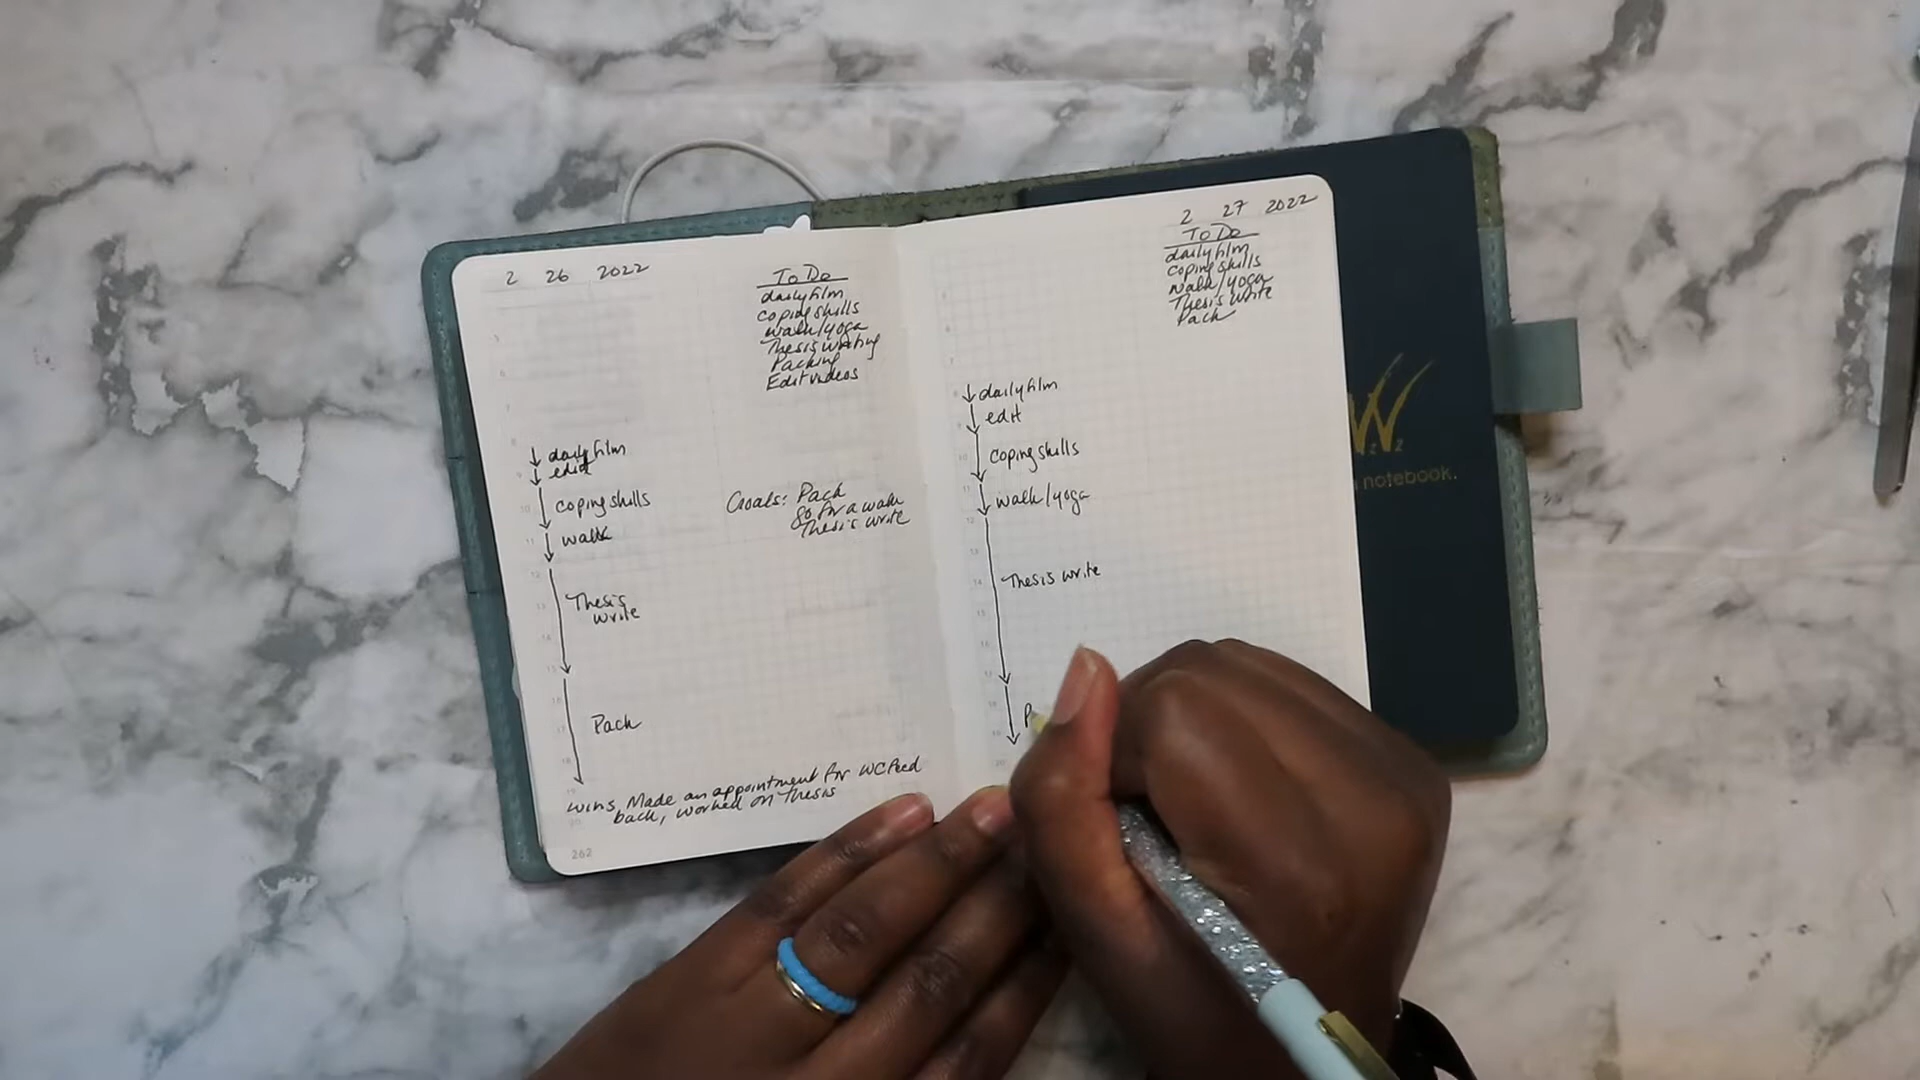 2 26 2022
To Do
daily film
coping skills
walk/yoga
Thesis writing
Packing
Edit videos
daily film
edit
coping skills
walk
Goals: Pack
go for a walk
Thesis write
Thesis
write
Pack
wins, Made an appointment for WC Feed
back, worked on Thesis
262
2 27 2022
To Do
daily film
coping skills
walk/yoga
Thesis write
Pack
daily film
edit
coping skills
walk/yoga
Thesis write
P
notebook.